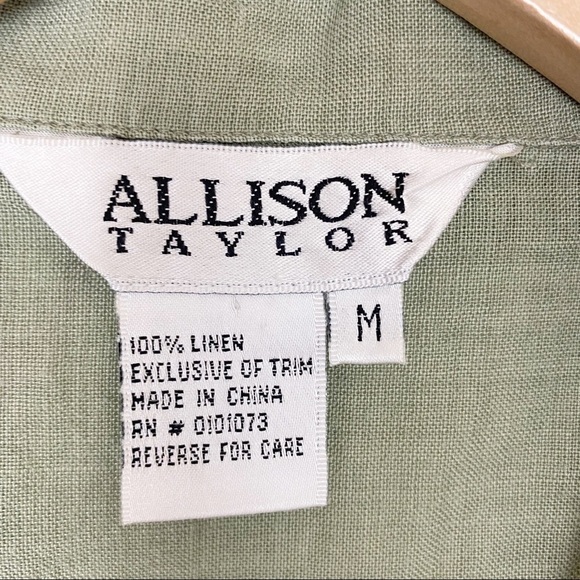 ALLISON
TAYLOR
M
100% LINEN
EXCLUSIVE OF TRIM
MADE IN CHINA
RN # 0101073
REVERSE FOR CARE